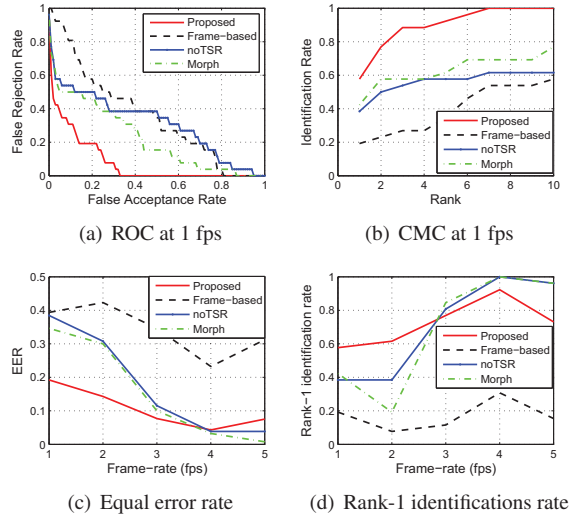 False Rejection Rate
1
0.8
0.6
0.4
0.2
0
0
0.2
0.4
0.6
0.8
1
False Acceptance Rate
Proposed
Frame-based
noTSR
Morph
(a) ROC at 1 fps
Identification Rate
1
0.8
0.6
0.4
0.2
0
0
2
4
6
8
10
Rank
Proposed
Frame-based
noTSR
Morph
(b) CMC at 1 fps
EER
0.5
0.4
0.3
0.2
0.1
0
1
2
3
4
5
Frame-rate (fps)
Proposed
Frame-based
noTSR
Morph
(c) Equal error rate
Rank-1 identification rate
1
0.8
0.6
0.4
0.2
0
1
2
3
4
5
Frame-rate (fps)
Proposed
Frame-based
noTSR
Morph
(d) Rank-1 identifications rate